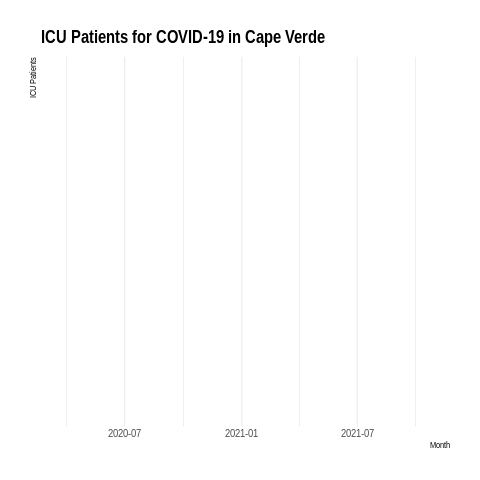 ICU Patients for COVID-19 in Cape Verde
ICU Patients
2020-07
2021-01
2021-07
Month